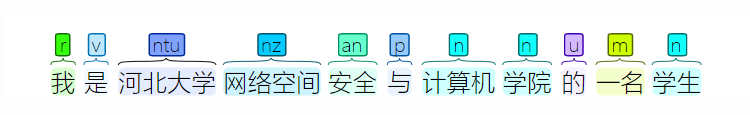 r v ntu nz an p n n u m n
我 是 河北大学 网络空间 安全 与 计算机 学院 的 一名 学生